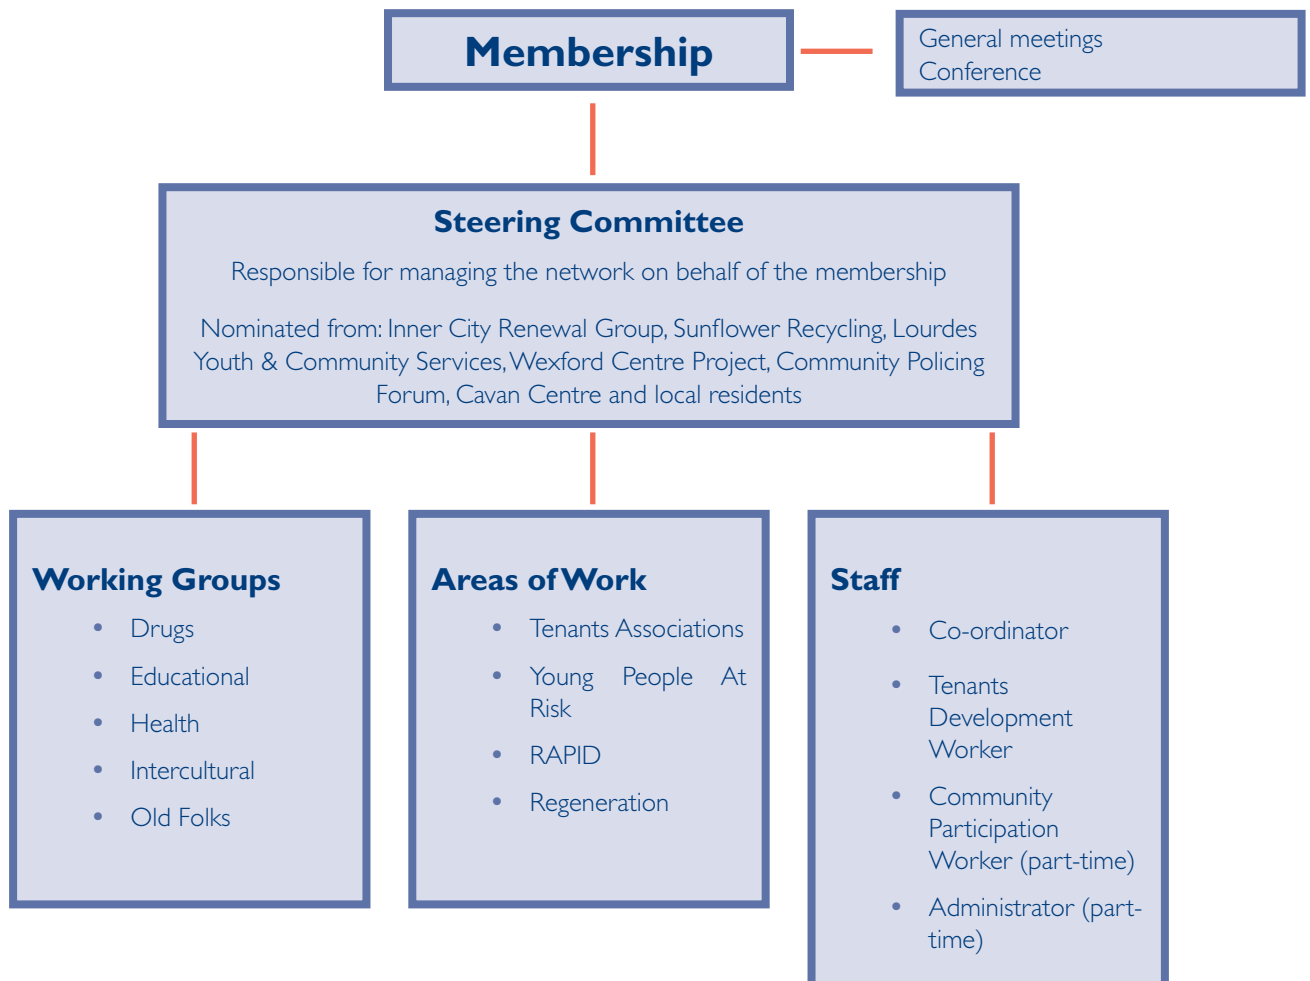 Membership
General meetings
Conference
Steering Committee
Responsible for managing the network on behalf of the membership
Nominated from: Inner City Renewal Group, Sunflower Recycling, Lourdes
Youth & Community Services, Wexford Centre Project, Community Policing
Forum, Cavan Centre and local residents
Working Groups
• Drugs
• Educational
• Health
• Intercultural
• Old Folks
Areas of Work
• Tenants Associations
• Young People At
Risk
• RAPID
• Regeneration
Staff
• Co-ordinator
• Tenants
Development
Worker
• Community
Participation
Worker (part-time)
• Administrator (part-
time)